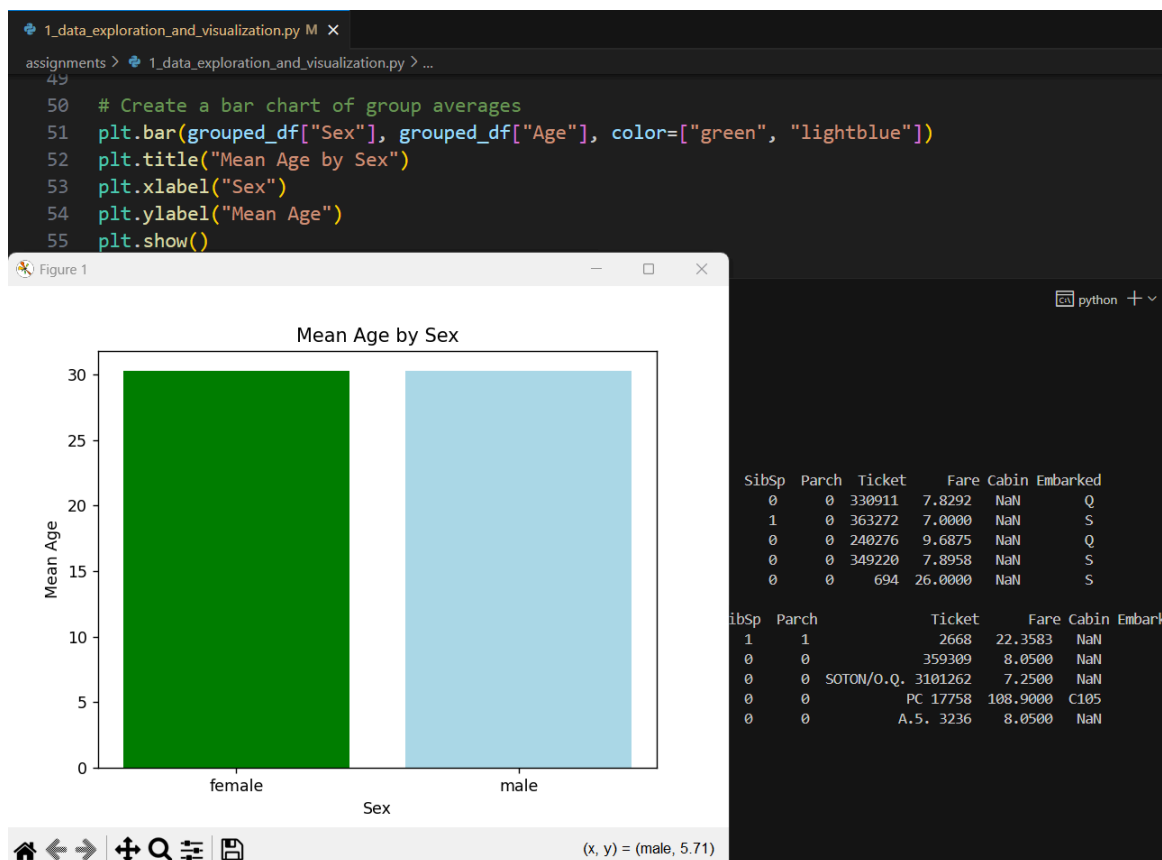 1_data_exploration_and_visualization.py M
assignments > 1_data_exploration_and_visualization.py > ...
49
50 # Create a bar chart of group averages
51 plt.bar(grouped_df["Sex"], grouped_df["Age"], color=["green", "lightblue"])
52 plt.title("Mean Age by Sex")
53 plt.xlabel("Sex")
54 plt.ylabel("Mean Age")
55 plt.show()
Figure 1
python
Mean Age by Sex
30
25
20
15
10
5
0
Mean Age
female male
Sex
(x, y) = (male, 5.71)
SibSp Parch Ticket Fare Cabin Embarked
0 0 330911 7.8292 NaN Q
1 0 363272 7.0000 NaN S
0 0 240276 9.6875 NaN Q
0 0 349220 7.8958 NaN S
0 0 694 26.0000 NaN S
ibSp Parch Ticket Fare Cabin Embark
1 1 2668 22.3583 NaN
0 0 359309 8.0500 NaN
0 0 SOTON/O.Q. 3101262 7.2500 NaN
0 0 PC 17758 108.9000 C105
0 0 A.5. 3236 8.0500 NaN